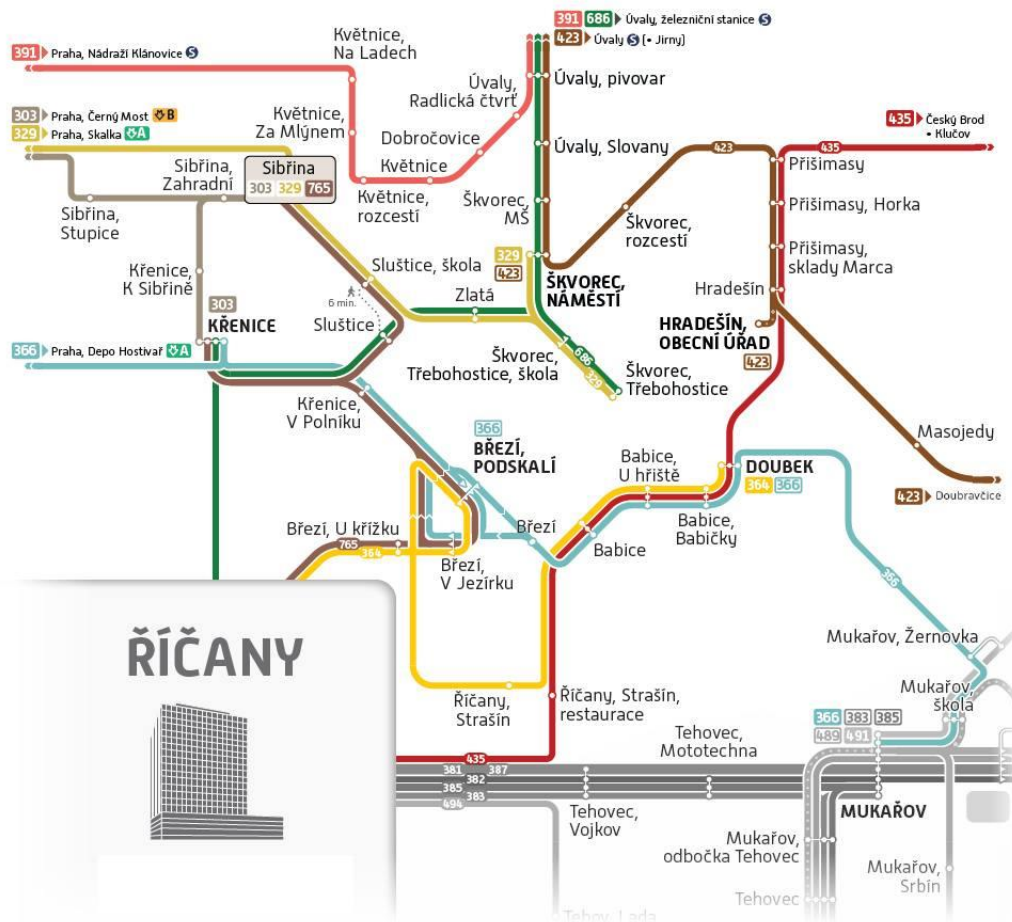 391 686 Úvaly, železniční stanice S
423 Úvaly S (• Jirny)
391 Praha, Nádraží Klánovice S
Květnice,
Na Ladech
Úvaly,
Radlická čtvrť
Úvaly, pivovar
303 Praha, Černý Most B
329 Praha, Skalka A
Květnice,
Za Mlýnem
Dobročovice
435 Český Brod
• Klučov
Úvaly, Slovany
423
435
Přišimasy
Sibřina,
Zahradní
Sibřina
303 329 765
Květnice
Květnice,
rozcestí
Škvorec,
MŠ
Sibřina,
Stupice
Škvorec,
rozcestí
Přišimasy, Horka
Přišimasy,
sklady Marca
Křenice,
K Sibřině
Sluštice, škola
329
423
ŠKVOREC,
NÁMĚSTÍ
6 min.
Zlatá
Hradešín
303
KŘENICE
Sluštice
HRADEŠÍN,
OBECNÍ ÚŘAD
423
366 Praha, Depo Hostivař A
Škvorec,
Třebohostice, škola
686
329
Škvorec,
Třebohostice
Křenice,
V Polníku
366
BŘEZÍ,
PODSKALÍ
Babice,
U hřiště
DOUBEK
364 366
Masojedy
423 Doubravčice
Březí, U křížku
765
364
Březí
Babice
Babice,
Babičky
Březí,
V Jezírku
366
ŘÍČANY
Mukařov, Žernovka
Říčany,
Strašín
Říčany, Strašín,
restaurace
Mukařov,
škola
366 383 385
489 491
Tehovec,
Mototechna
435
381 387
382
385
383
494
Tehovec,
Vojkov
MUKAŘOV
Mukařov,
odbočka Tehovec
Mukařov,
Srbín
Tehovec
Tehov, Lada